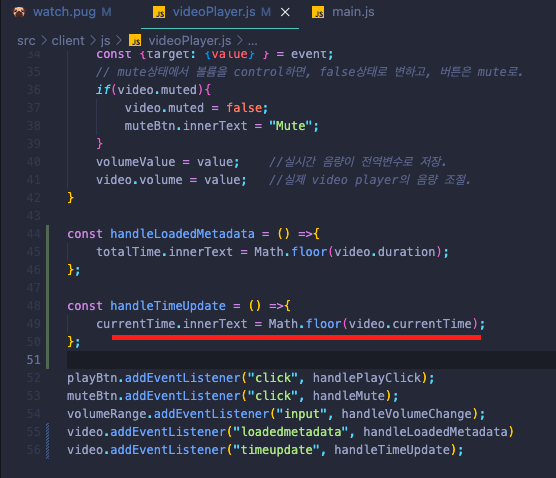 watch.pug M
JS videoPlayer.js M ×
JS main.js
src > client > js > JS videoPlayer.js > ...
34 const {target: {value} } = event;
35 // mute상태에서 볼륨을 control하면, false상태로 변하고, 버튼은 mute로.
36 if(video.muted){
37 video.muted = false;
38 muteBtn.innerText = "Mute";
39 }
40 volumeValue = value; //실시간 음량이 전역변수로 저장.
41 video.volume = value; //실제 video player의 음량 조절.
42 }
43
44 const handleLoadedMetadata = () =>{
45 totalTime.innerText = Math.floor(video.duration);
46 };
47
48 const handleTimeUpdate = () =>{
49 currentTime.innerText = Math.floor(video.currentTime);
50 };
51
52 playBtn.addEventListener("click", handlePlayClick);
53 muteBtn.addEventListener("click", handleMute);
54 volumeRange.addEventListener("input", handleVolumeChange);
55 video.addEventListener("loadedmetadata", handleLoadedMetadata)
56 video.addEventListener("timeupdate", handleTimeUpdate);